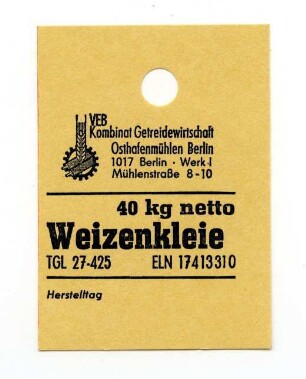 VEB
Kombinat Getreidewirtschaft
Osthafenmühlen Berlin
1017 Berlin · Werk I
Mühlenstraße 8-10
40 kg netto
Weizenkleie
TGL 27-425 ELN 17413310
Herstelltag